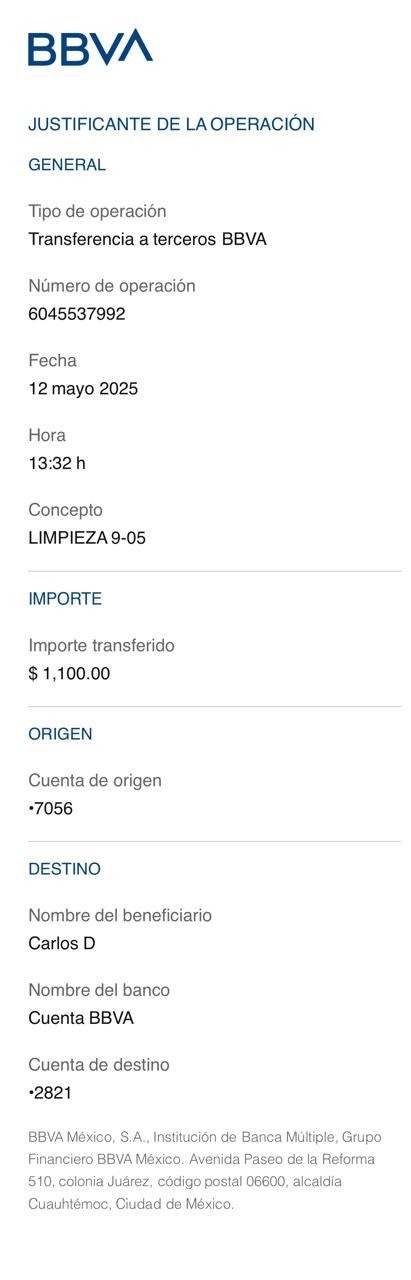 BBVA
JUSTIFICANTE DE LA OPERACIÓN
GENERAL
Tipo de operación
Transferencia a terceros BBVA
Número de operación
6045537992
Fecha
12 mayo 2025
Hora
13:32 h
Concepto
LIMPIEZA 9-05
IMPORTE
Importe transferido
$ 1,100.00
ORIGEN
Cuenta de origen
•7056
DESTINO
Nombre del beneficiario
Carlos D
Nombre del banco
Cuenta BBVA
Cuenta de destino
•2821
BBVA México, S.A., Institución de Banca Múltiple, Grupo
Financiero BBVA México. Avenida Paseo de la Reforma
510, colonia Juárez, código postal 06600, alcaldía
Cuauhtémoc, Ciudad de México.